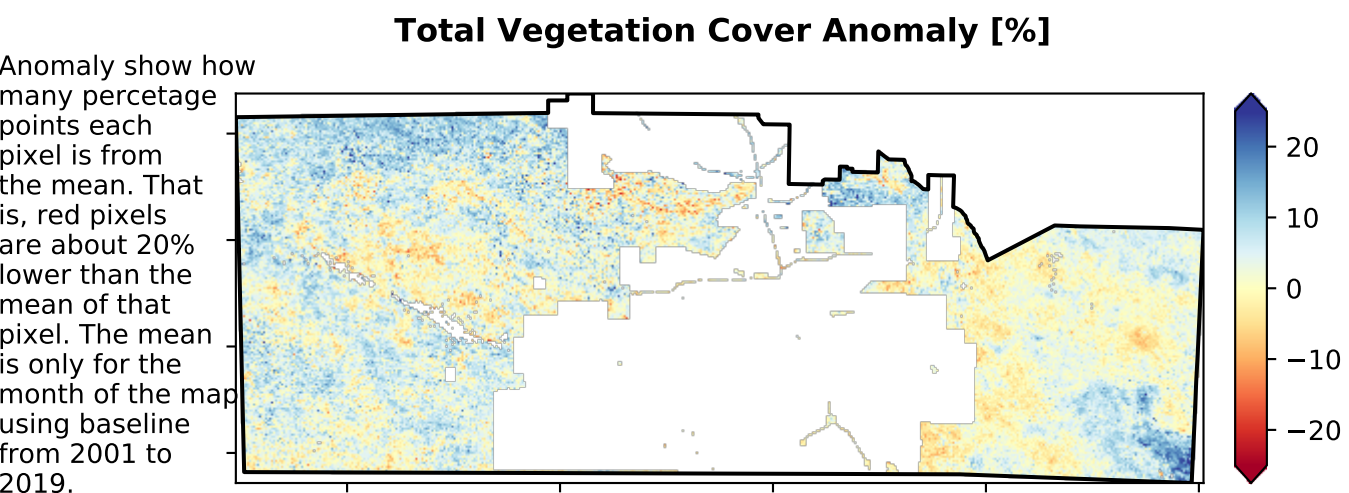 Total Vegetation Cover Anomaly [%]
Anomaly show how
many percetage
points each
pixel is from
the mean. That
is, red pixels
are about 20%
lower than the
mean of that
pixel. The mean
is only for the
month of the map
using baseline
from 2001 to
2019.
20
10
0
−10
−20